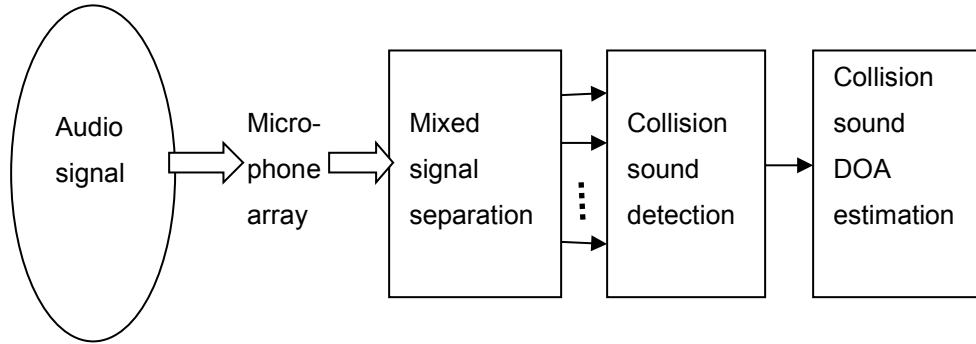 Audio
signal
Micro-
phone
array
Mixed
signal
separation
Collision
sound
detection
Collision
sound
DOA
estimation